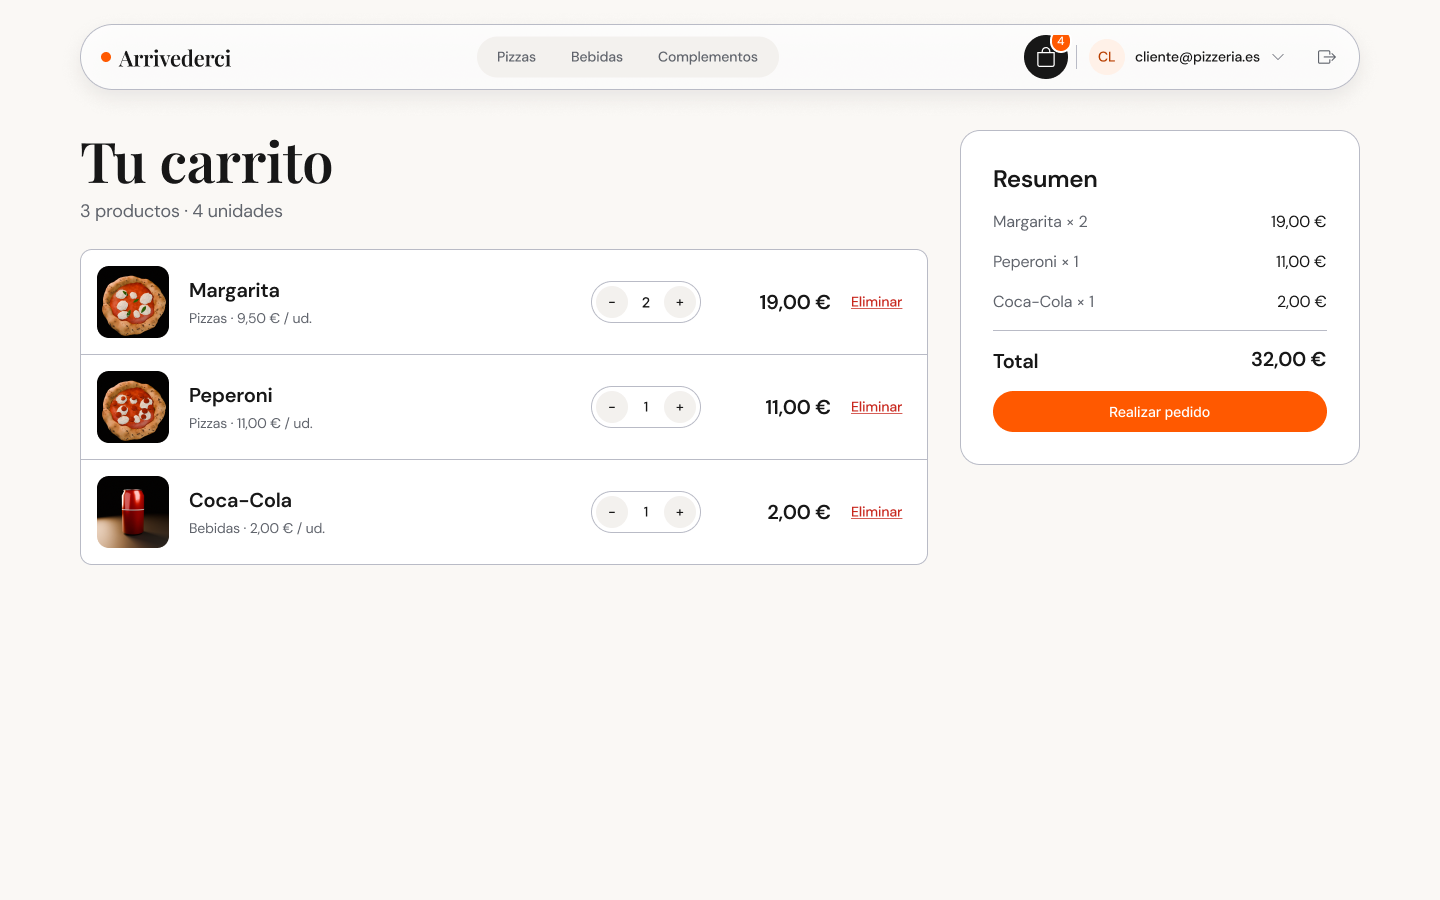 Arrivederci
Pizzas
Bebidas
Complementos
4
CL
cliente@pizzeria.es
Tu carrito
3 productos · 4 unidades
Margarita
Pizzas · 9,50 € / ud.
- 2 +
19,00 €
Eliminar
Peperoni
Pizzas · 11,00 € / ud.
- 1 +
11,00 €
Eliminar
Coca-Cola
Bebidas · 2,00 € / ud.
- 1 +
2,00 €
Eliminar
Resumen
Margarita × 2 19,00 €
Peperoni × 1 11,00 €
Coca-Cola × 1 2,00 €
Total 32,00 €
Realizar pedido